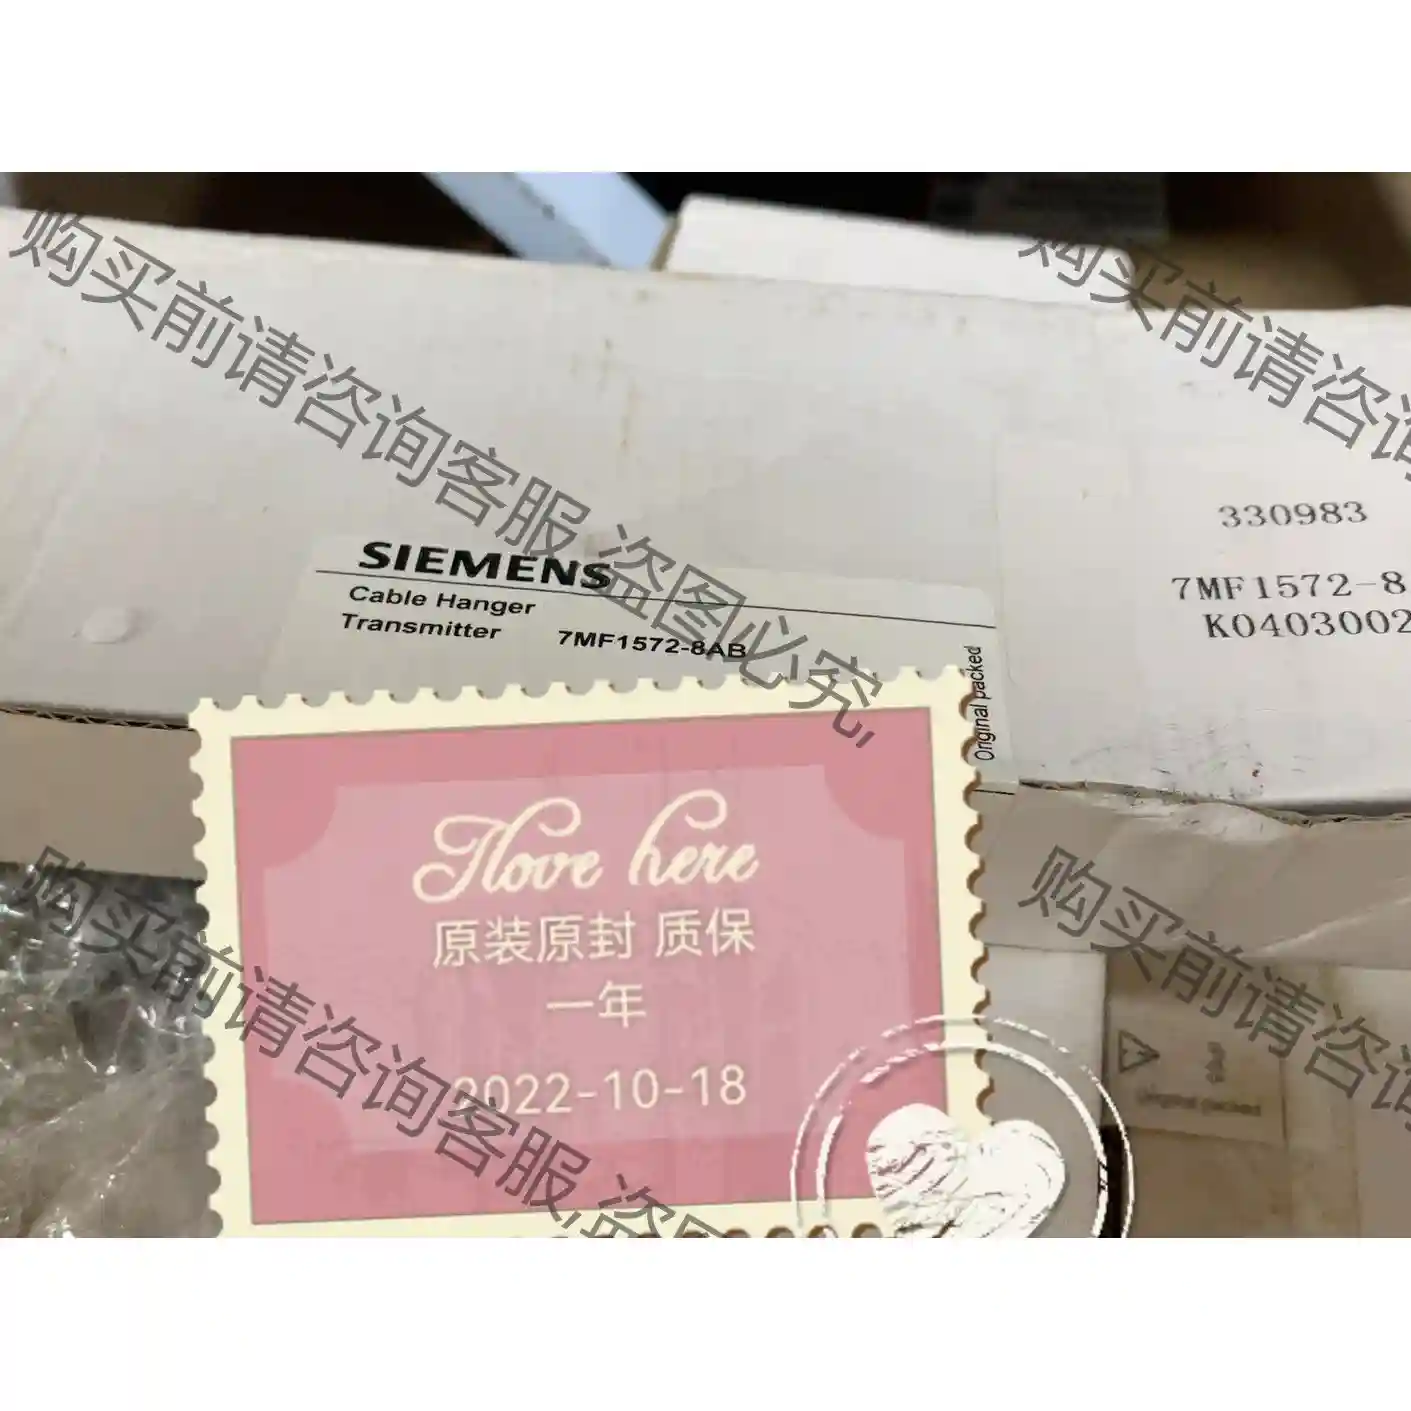 购买前请咨询客服,盗图必究,
购买前请咨询
330983
7MF1572-8
K0403002
SIEMENS
Cable Hanger
Transmitter 7MF1572-8AB
Original packed
Ilove here
原装原封 质保
一年
2022-10-18
购买前请咨询客服,盗图
购买前请咨询
Original packed